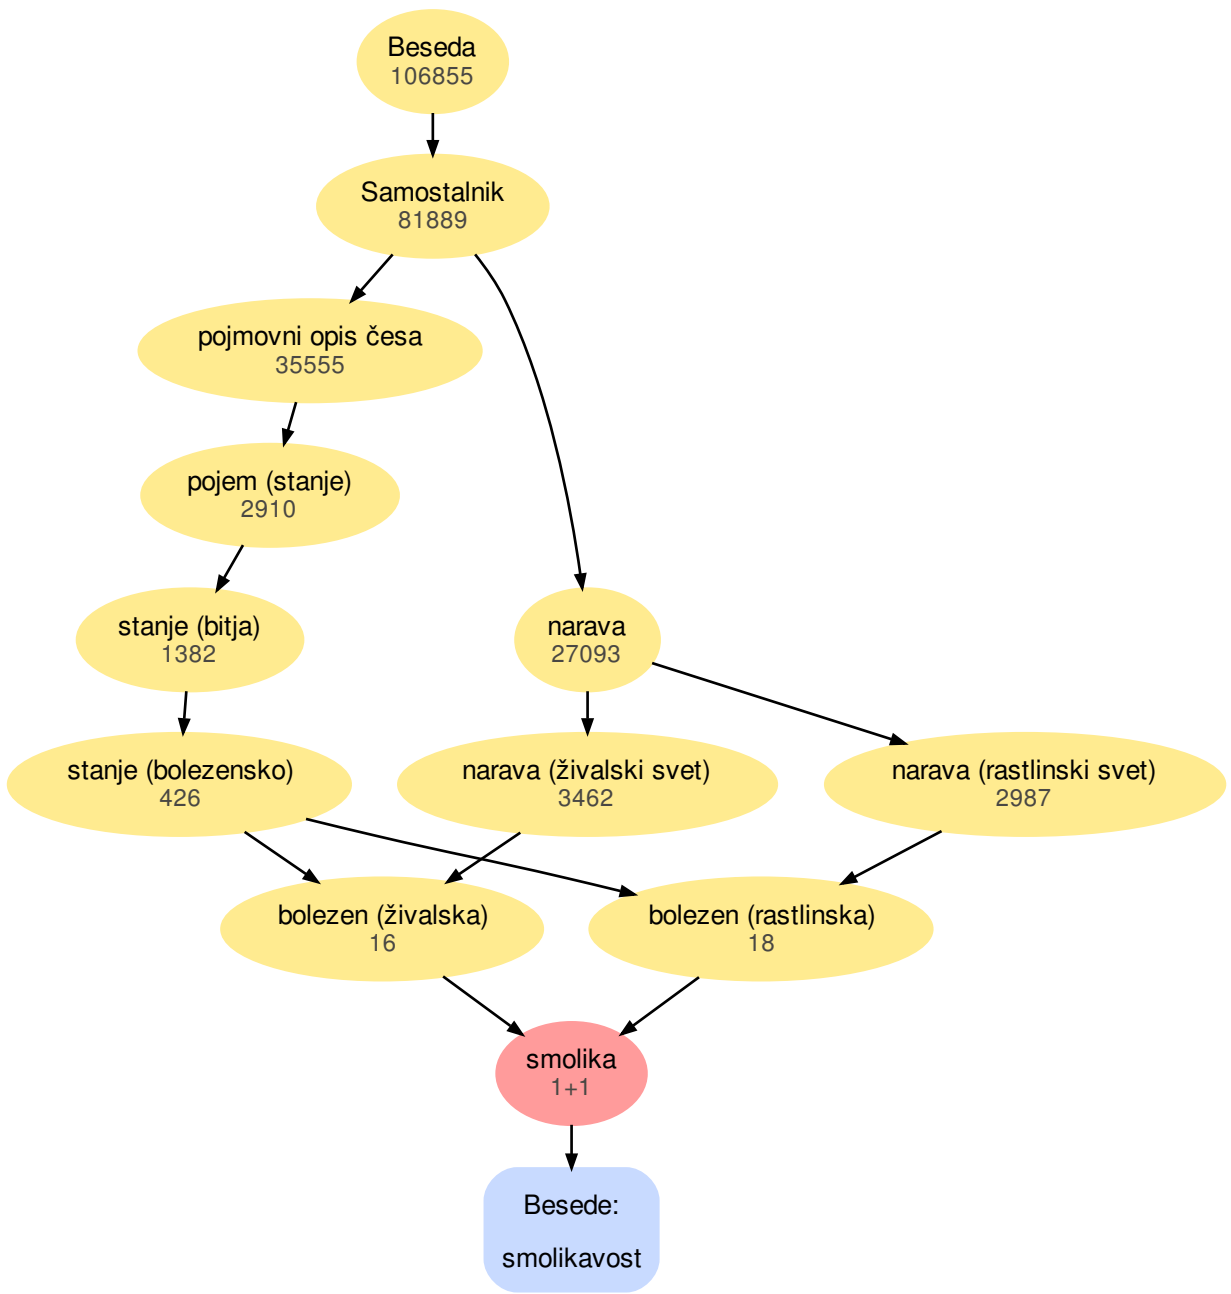 Beseda
106855
Samostalnik
81889
pojmovni opis česa
35555
pojem (stanje)
2910
stanje (bitja)
1382
narava
27093
stanje (bolezensko)
426
narava (živalski svet)
3462
narava (rastlinski svet)
2987
bolezen (živalska)
16
bolezen (rastlinska)
18
smolika
1+1
Besede:
smolikavost